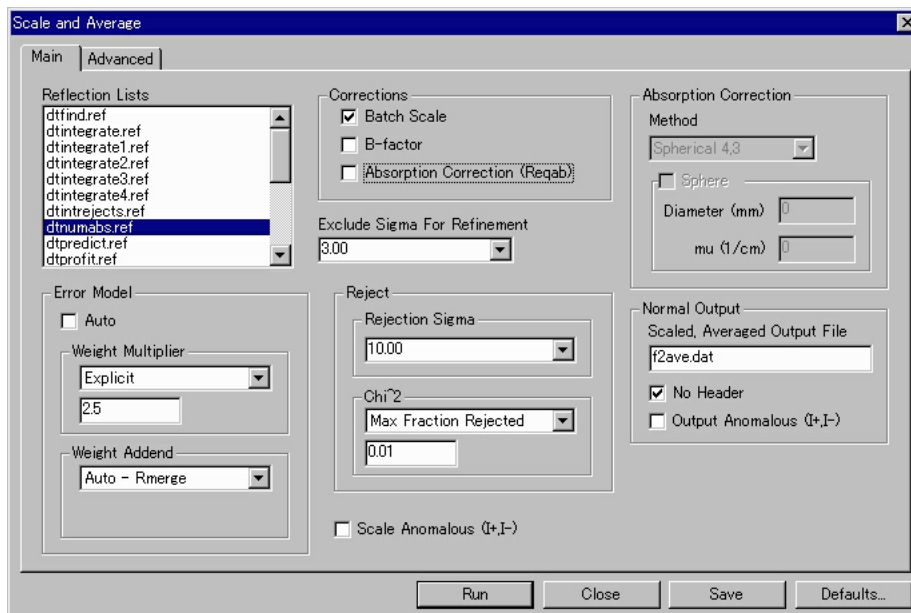 Scale and Average
Main
Advanced
Reflection Lists
dtfind.ref
dtintegrate.ref
dtintegrate1.ref
dtintegrate2.ref
dtintegrate3.ref
dtintegrate4.ref
dtintrejects.ref
dtnumabs.ref
dtpredict.ref
dtprofit.ref
Corrections
Batch Scale
B-factor
Absorption Correction (Reqab)
Exclude Sigma For Refinement
3.00
Absorption Correction
Method
Spherical 4,3
Sphere
Diameter (mm) 0
mu (1/cm) 0
Error Model
Auto
Weight Multiplier
Explicit
2.5
Weight Addend
Auto - Rmerge
Reject
Rejection Sigma
10.00
Chi^2
Max Fraction Rejected
0.01
Scale Anomalous (I+,I-)
Normal Output
Scaled, Averaged Output File
f2ave.dat
No Header
Output Anomalous (I+,I-)
Run Close Save Defaults...